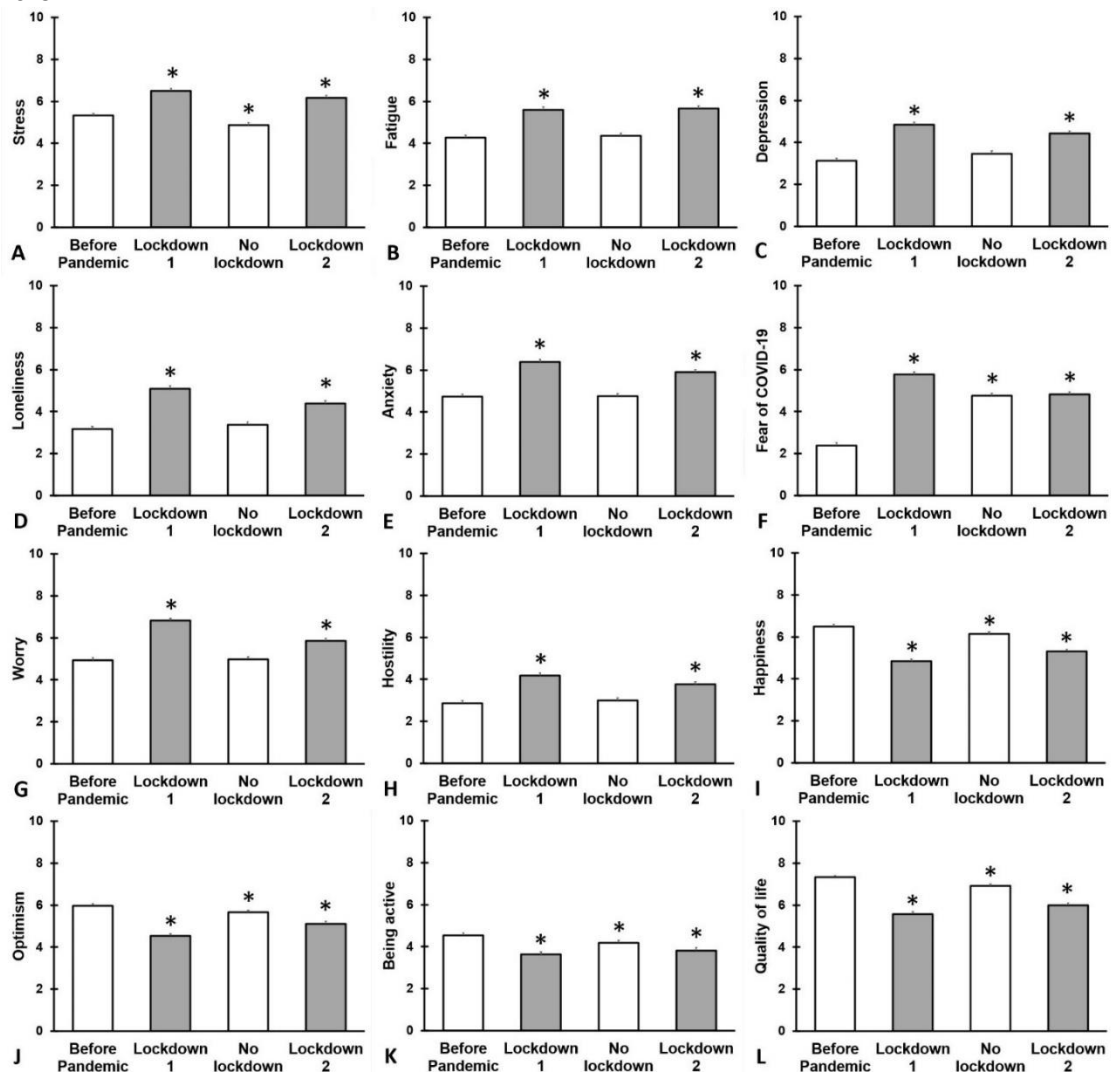 10
8
6
4
2
0
Stress
*
*
*
Before Pandemic
Lockdown 1
No lockdown
Lockdown 2
A
10
8
6
4
2
0
Fatigue
*
*
Before Pandemic
Lockdown 1
No lockdown
Lockdown 2
B
10
8
6
4
2
0
Depression
*
*
Before Pandemic
Lockdown 1
No lockdown
Lockdown 2
C
10
8
6
4
2
0
Loneliness
*
*
Before Pandemic
Lockdown 1
No lockdown
Lockdown 2
D
10
8
6
4
2
0
Anxiety
*
*
Before Pandemic
Lockdown 1
No lockdown
Lockdown 2
E
10
8
6
4
2
0
Fear of COVID-19
*
*
*
Before Pandemic
Lockdown 1
No lockdown
Lockdown 2
F
10
8
6
4
2
0
Worry
*
*
Before Pandemic
Lockdown 1
No lockdown
Lockdown 2
G
10
8
6
4
2
0
Hostility
*
*
Before Pandemic
Lockdown 1
No lockdown
Lockdown 2
H
10
8
6
4
2
0
Happiness
*
*
*
Before Pandemic
Lockdown 1
No lockdown
Lockdown 2
I
10
8
6
4
2
0
Optimism
*
*
*
Before Pandemic
Lockdown 1
No lockdown
Lockdown 2
J
10
8
6
4
2
0
Being active
*
*
*
Before Pandemic
Lockdown 1
No lockdown
Lockdown 2
K
10
8
6
4
2
0
Quality of life
*
*
*
Before Pandemic
Lockdown 1
No lockdown
Lockdown 2
L